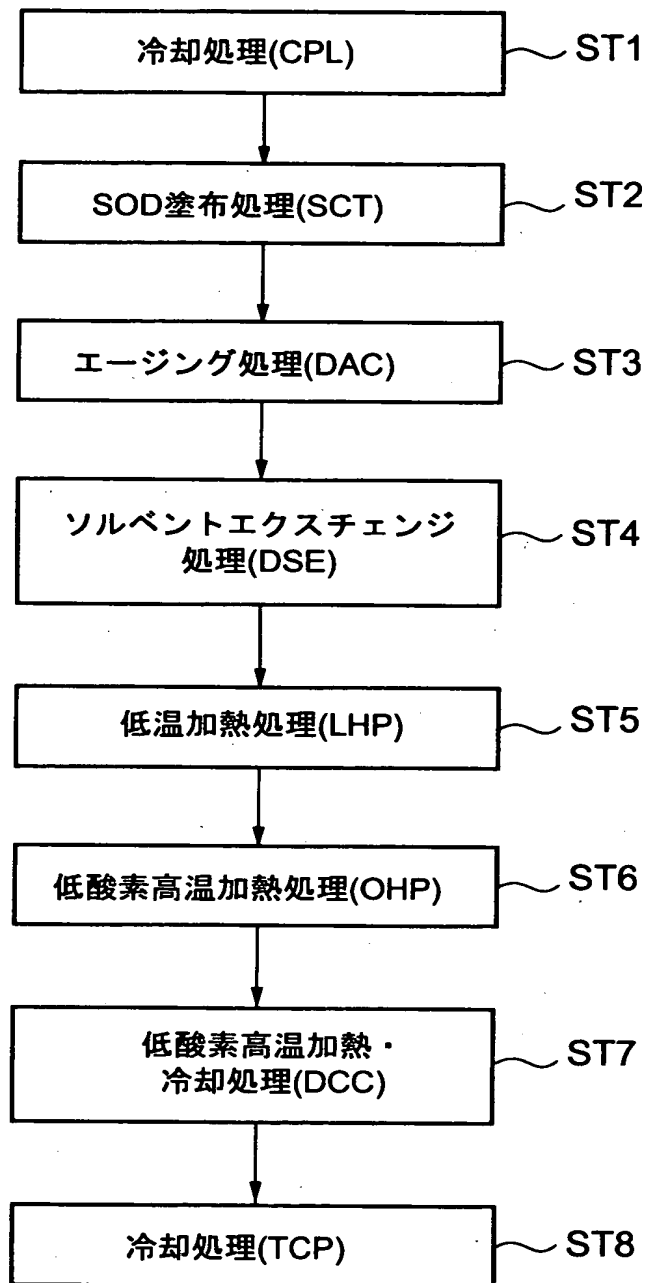 冷却処理(CPL)
ST1
SOD塗布処理(SCT)
ST2
エージング処理(DAC)
ST3
ソルベントエクスチェンジ
処理(DSE)
ST4
低温加熱処理(LHP)
ST5
低酸素高温加熱処理(OHP)
ST6
低酸素高温加熱・
冷却処理(DCC)
ST7
冷却処理(TCP)
ST8